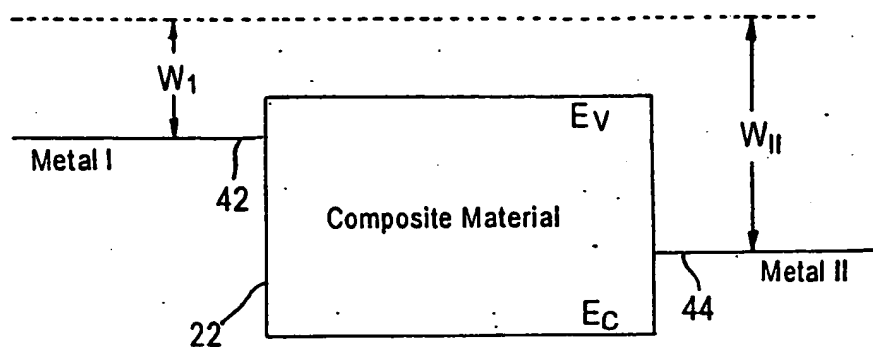 W1
WII
EV
Metal I
42
Composite Material
Metal II
22
44
EC